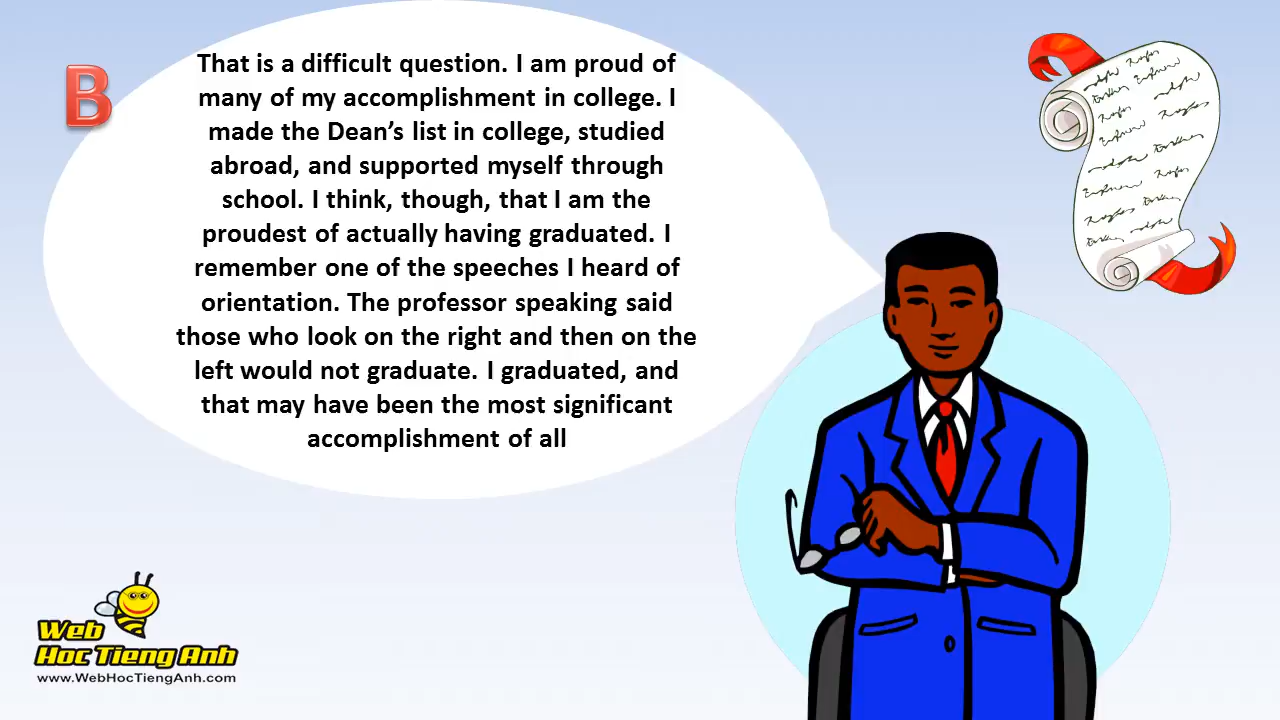 B
That is a difficult question. I am proud of
many of my accomplishment in college. I
made the Dean’s list in college, studied
abroad, and supported myself through
school. I think, though, that I am the
proudest of actually having graduated. I
remember one of the speeches I heard of
orientation. The professor speaking said
those who look on the right and then on the
left would not graduate. I graduated, and
that may have been the most significant
accomplishment of all
Web
Hoc Tieng Anh
www.WebHocTiengAnh.com